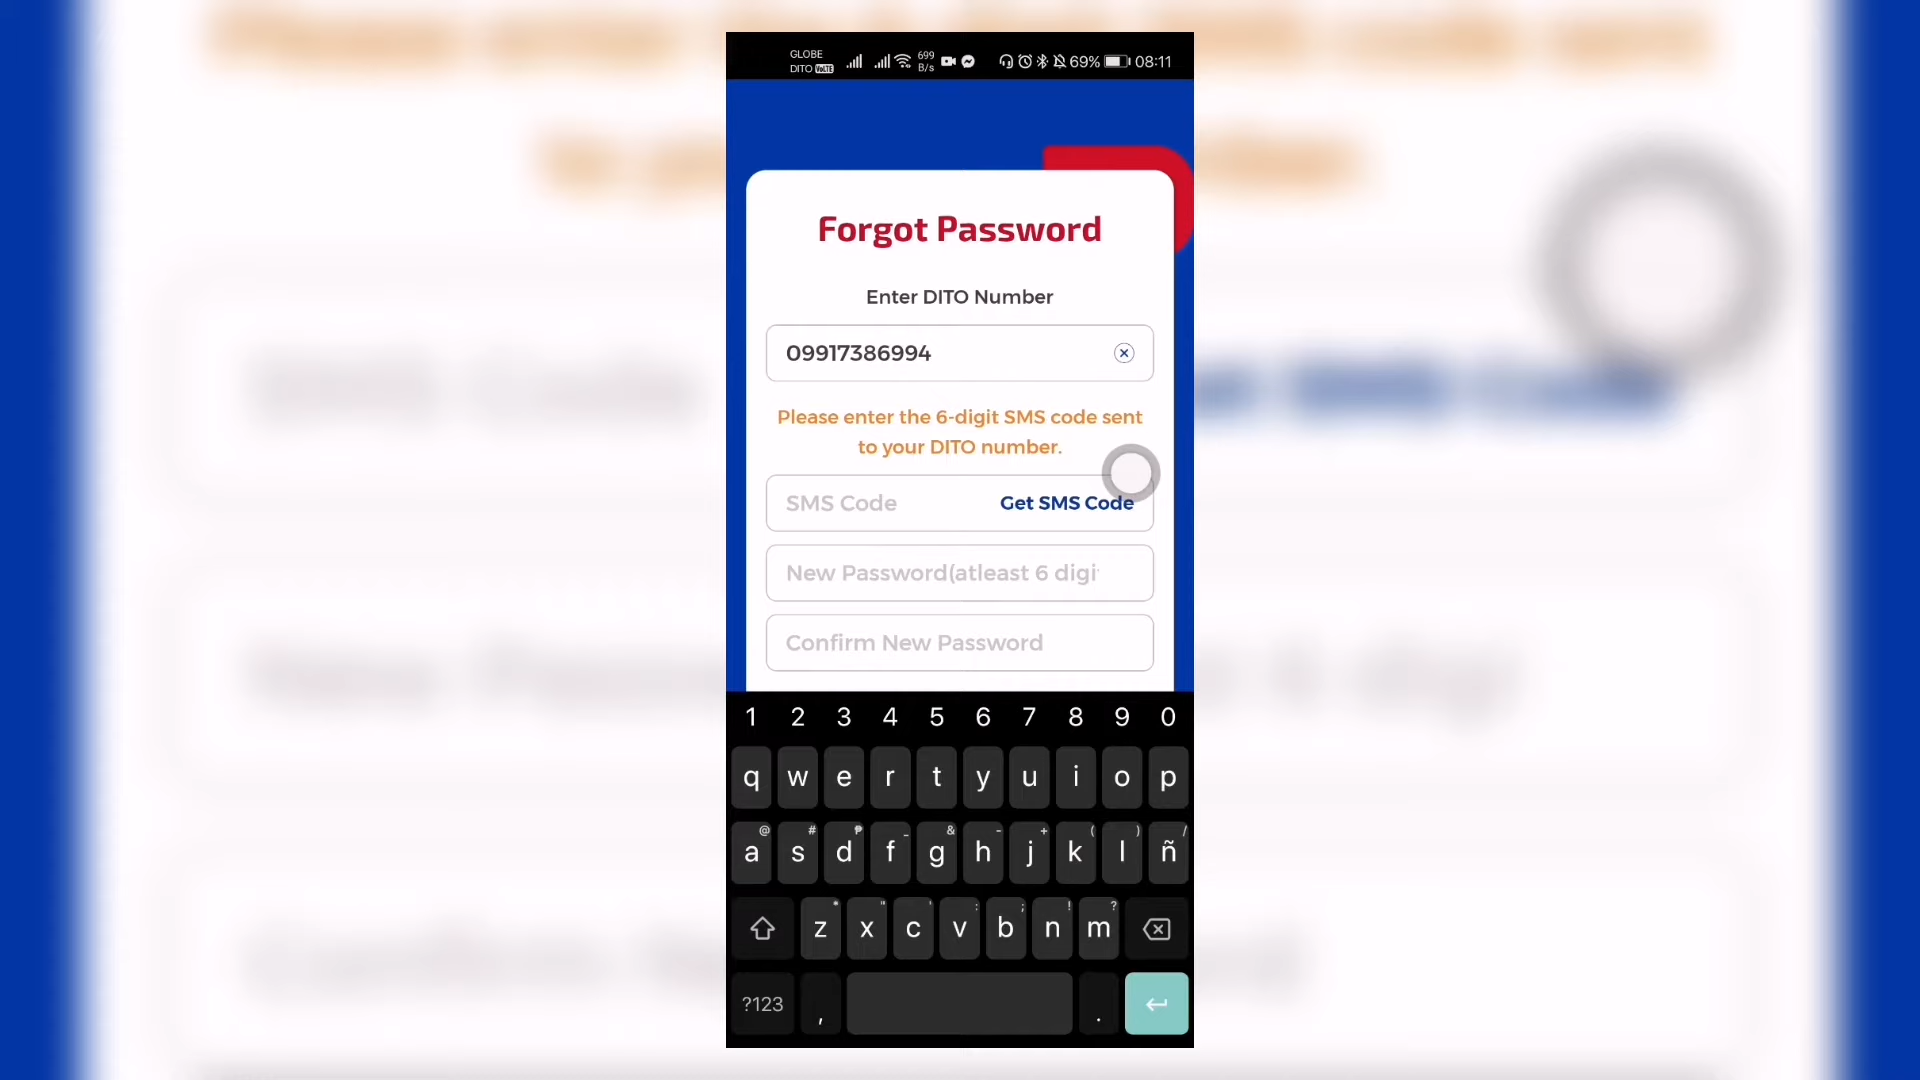 GLOBE
DITO VoLTE
699
B/s
69%
08:11
Forgot Password
Enter DITO Number
09917386994
Please enter the 6-digit SMS code sent
to your DITO number.
SMS Code
Get SMS Code
New Password(atleast 6 digi
Confirm New Password
1 2 3 4 5 6 7 8 9 0
q w e r t y u i o p
@ # ₱ _ & - + ( ) /
a s d f g h j k l ñ
* " ' : ; ! ?
z x c v b n m
?123 , .